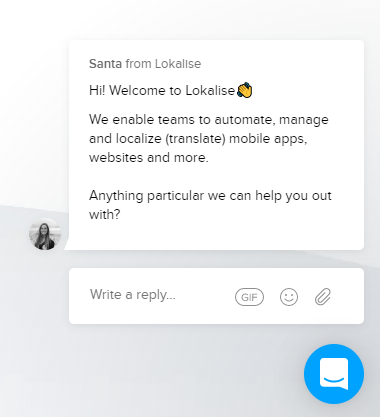 Santa from Lokalise
Hi! Welcome to Lokalise👏
We enable teams to automate, manage
and localize (translate) mobile apps,
websites and more.
Anything particular we can help you out
with?
Write a reply...
GIF